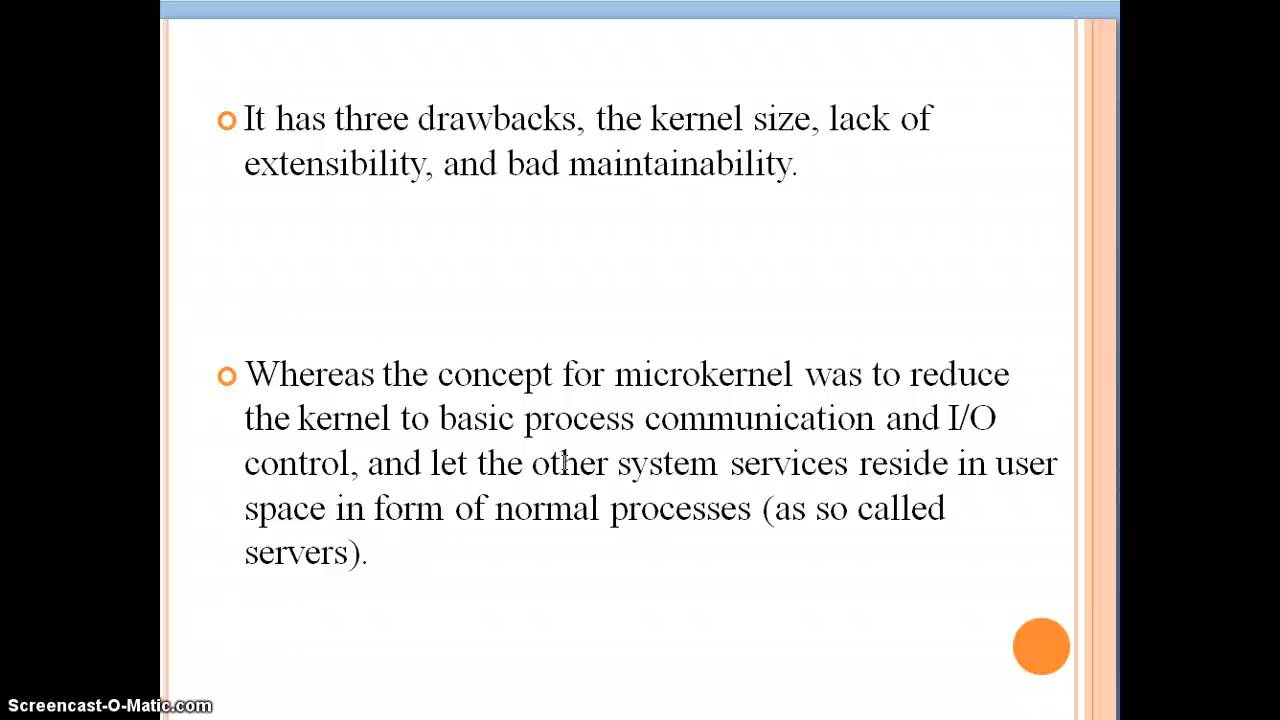 It has three drawbacks, the kernel size, lack of
extensibility, and bad maintainability.
Whereas the concept for microkernel was to reduce
the kernel to basic process communication and I/O
control, and let the other system services reside in user
space in form of normal processes (as so called
servers).
Screencast-O-Matic.com